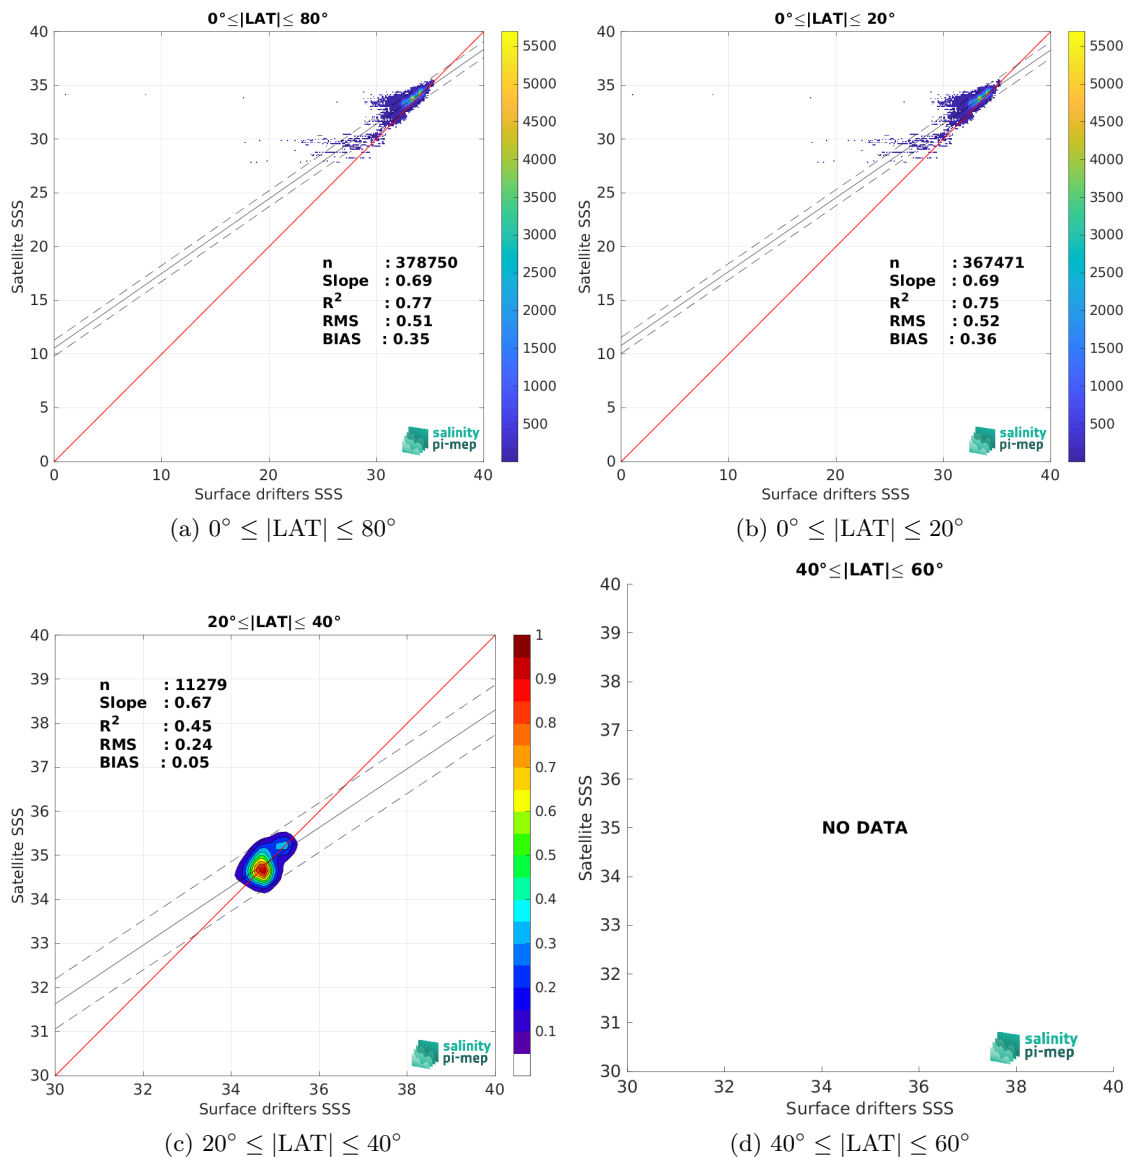 0°≤|LAT|≤ 80°
40
35
30
25
20
15
10
5
0
Satellite SSS
n : 378750
Slope : 0.69
R² : 0.77
RMS : 0.51
BIAS : 0.35
salinity
pi-mep
0 10 20 30 40
Surface drifters SSS
5500
5000
4500
4000
3500
3000
2500
2000
1500
1000
500
(a) 0° ≤ |LAT| ≤ 80°
0°≤|LAT|≤ 20°
40
35
30
25
20
15
10
5
0
Satellite SSS
n : 367471
Slope : 0.69
R² : 0.75
RMS : 0.52
BIAS : 0.36
salinity
pi-mep
0 10 20 30 40
Surface drifters SSS
5500
5000
4500
4000
3500
3000
2500
2000
1500
1000
500
(b) 0° ≤ |LAT| ≤ 20°
20°≤|LAT|≤ 40°
40
39
38
37
36
35
34
33
32
31
30
Satellite SSS
n : 11279
Slope : 0.67
R² : 0.45
RMS : 0.24
BIAS : 0.05
salinity
pi-mep
30 32 34 36 38 40
Surface drifters SSS
1
0.9
0.8
0.7
0.6
0.5
0.4
0.3
0.2
0.1
(c) 20° ≤ |LAT| ≤ 40°
40°≤|LAT|≤ 60°
40
39
38
37
36
35
34
33
32
31
30
Satellite SSS
NO DATA
salinity
pi-mep
30 32 34 36 38 40
Surface drifters SSS
(d) 40° ≤ |LAT| ≤ 60°